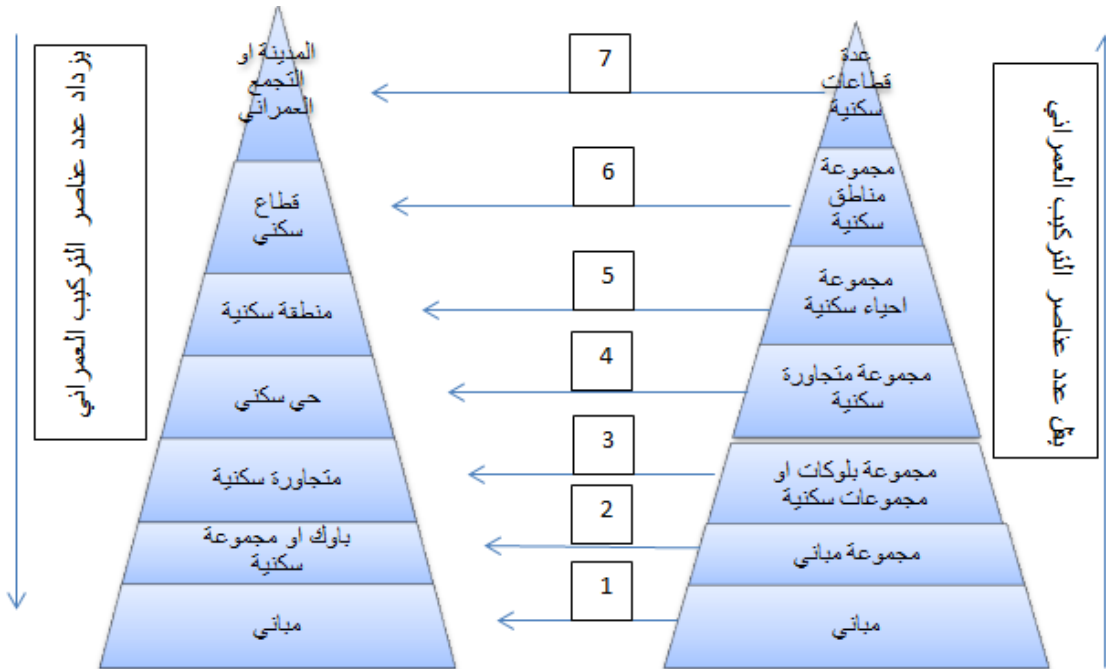 يقل عدد عناصر التركيب العمراني
عدة
قطاعات
سكنية
مجموعة
مناطق
سكنية
مجموعة
احياء سكنية
مجموعة متجاورة
سكنية
مجموعة بلوكات او
مجموعات سكنية
مجموعة مباني
مباني
7
6
5
4
3
2
1
المدينة او
التجمع
العمراني
قطاع
سكني
منطقة سكنية
حي سكني
متجاورة سكنية
باوك او مجموعة
سكنية
مباني
يزداد عدد عناصر التركيب العمراني